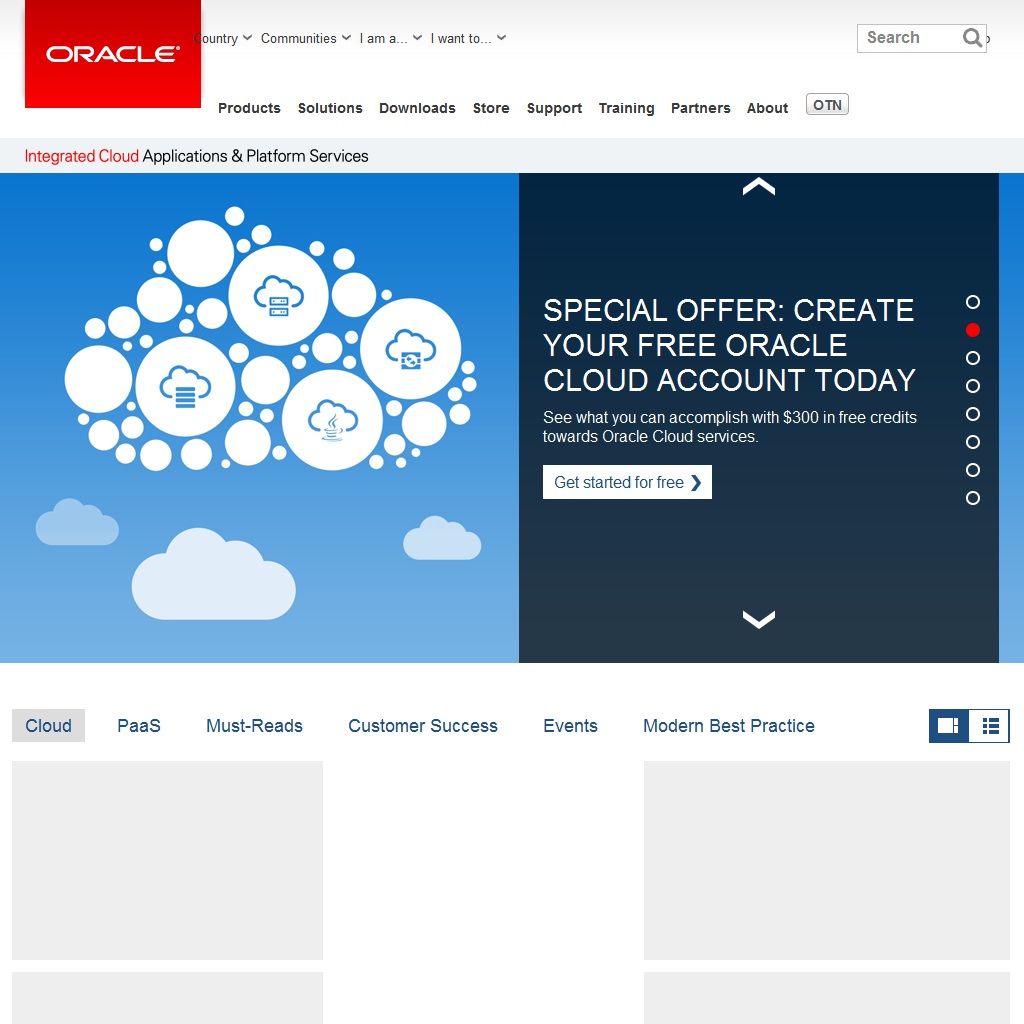 ORACLE
Country Communities I am a... I want to...
Search
Products Solutions Downloads Store Support Training Partners About OTN
Integrated Cloud Applications & Platform Services
SPECIAL OFFER: CREATE
YOUR FREE ORACLE
CLOUD ACCOUNT TODAY
See what you can accomplish with $300 in free credits
towards Oracle Cloud services.
Get started for free
Cloud PaaS Must-Reads Customer Success Events Modern Best Practice